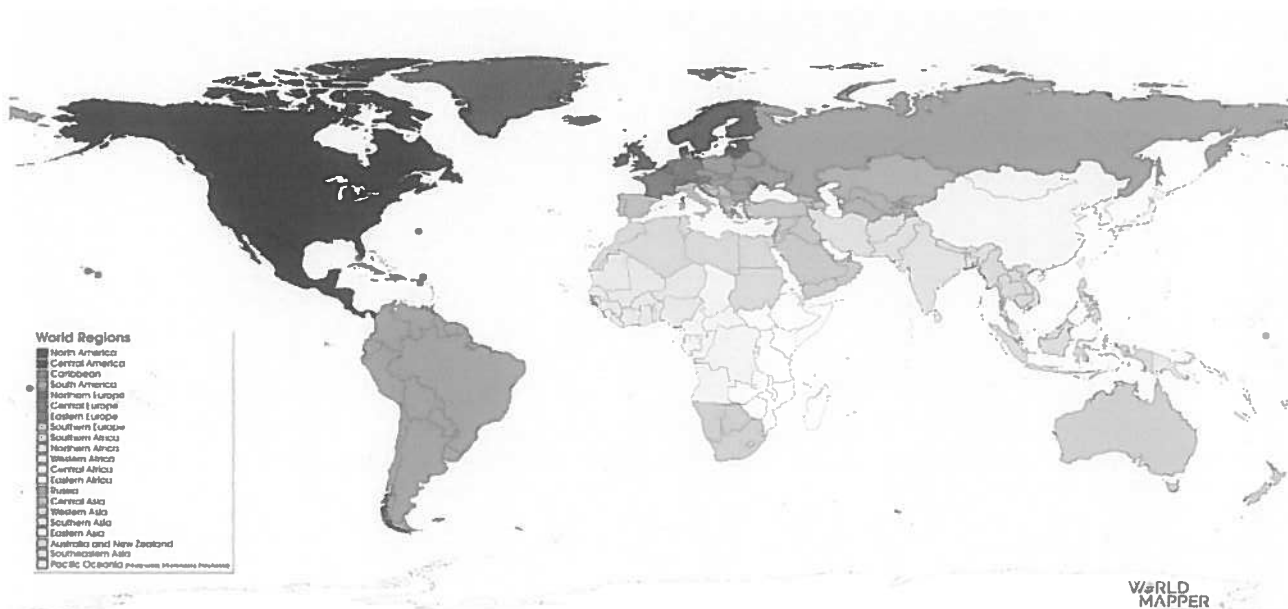 World Regions
North America
Central America
Caribbean
South America
Northern Europe
Central Europe
Eastern Europe
Southern Europe
Southern Africa
Northern Africa
Western Africa
Central Africa
Eastern Africa
Russia
Central Asia
Western Asia
Southern Asia
Eastern Asia
Australia and New Zealand
Southeastern Asia
Pacific Oceania
WORLD
MAPPER